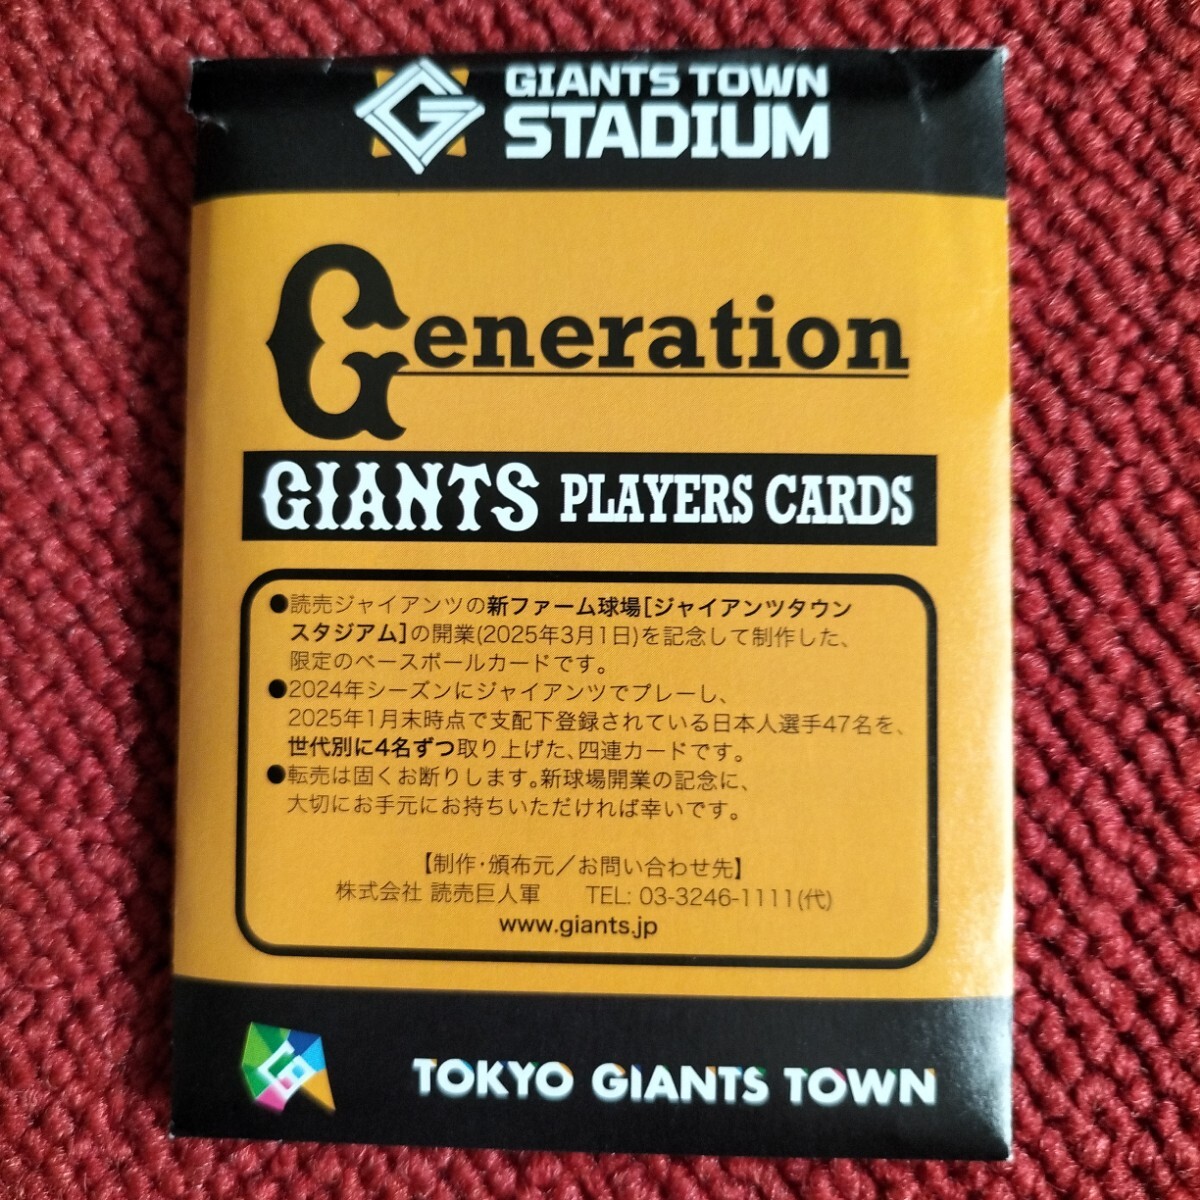 GIANTS TOWN
STADIUM
Generation
GIANTS PLAYERS CARDS
●読売ジャイアンツの新ファーム球場[ジャイアンツタウン
スタジアム]の開業(2025年3月1日)を記念して制作した、
限定のベースボールカードです。
●2024年シーズンにジャイアンツでプレーし、
2025年1月末時点で支配下登録されている日本人選手47名を、
世代別に4名ずつ取り上げた、四連カードです。
●転売は固くお断りします。新球場開業の記念に、
大切にお手元にお持ちいただければ幸いです。
【制作・頒布元／お問い合わせ先】
株式会社 読売巨人軍 TEL: 03-3246-1111(代)
www.giants.jp
TOKYO GIANTS TOWN